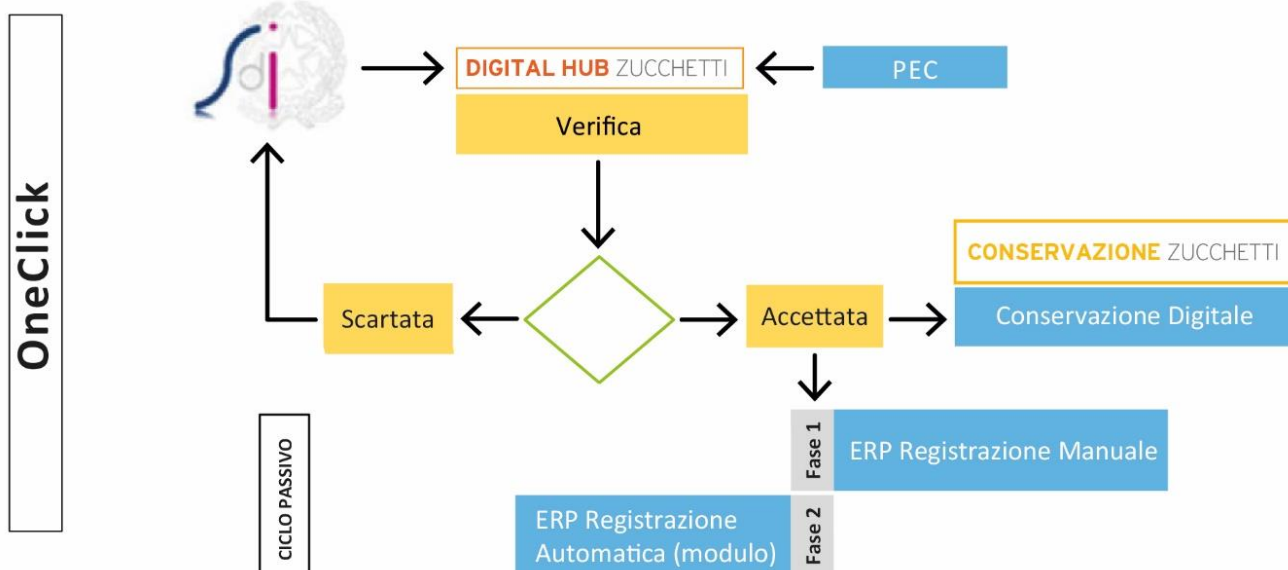 OneClick
Sdi
DIGITAL HUB ZUCCHETTI
PEC
Verifica
CONSERVAZIONE ZUCCHETTI
Scartata
Accettata
Conservazione Digitale
CICLO PASSIVO
Fase 1
ERP Registrazione Manuale
ERP Registrazione
Automatica (modulo)
Fase 2